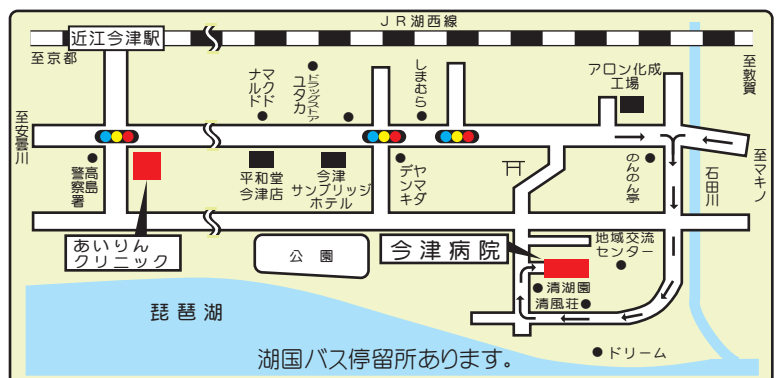 JR湖西線
近江今津駅
至京都
至敦賀
至安曇川
至マキノ
マクド
ナルド
ドラッグストア
ユタカ
しまむら
アロン化成
工場
高島
警察署
平和堂
今津店
今津
サンブリッジ
ホテル
ヤマダ
デンキ
のんのん亭
石田川
あいりん
クリニック
公園
今津病院
地域交流
センター
清湖園
清風荘
琵琶湖
ドリーム
湖国バス停留所あります。